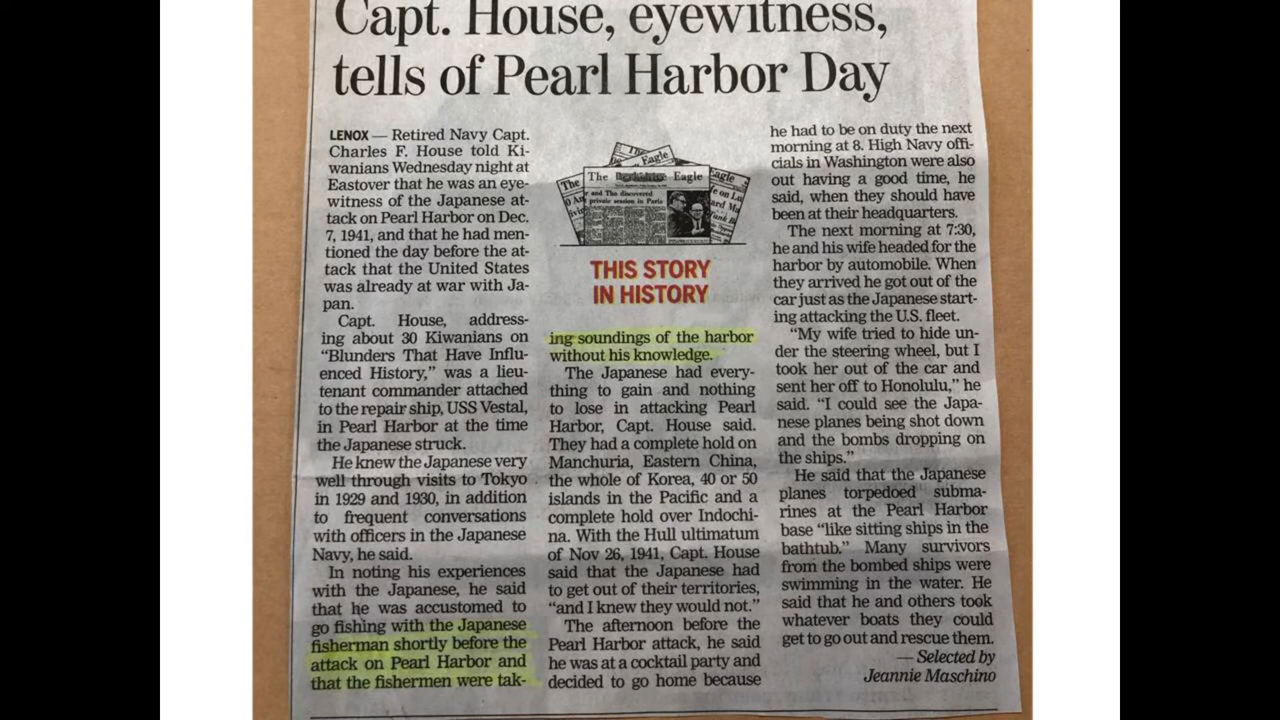 Capt. House, eyewitness,
tells of Pearl Harbor Day
LENOX — Retired Navy Capt.
Charles F. House told Ki-
wanians Wednesday night at
Eastover that he was an eye-
witness of the Japanese at-
tack on Pearl Harbor on Dec.
7, 1941, and that he had men-
tioned the day before the at-
tack that the United States
was already at war with Ja-
pan.
Capt. House, address-
ing about 30 Kiwanians on
“Blunders That Have Influ-
enced History,” was a lieu-
tenant commander attached
to the repair ship, USS Vestal,
in Pearl Harbor at the time
the Japanese struck.
He knew the Japanese very
well through visits to Tokyo
in 1929 and 1930, in addition
to frequent conversations
with officers in the Japanese
Navy, he said.
In noting his experiences
with the Japanese, he said
that he was accustomed to
go fishing with the Japanese
fisherman shortly before the
attack on Pearl Harbor and
that the fishermen were tak-
The Berkshire Eagle
Eagle
and Tho discovered
private session in Paris
THIS STORY
IN HISTORY
ing soundings of the harbor
without his knowledge.
The Japanese had every-
thing to gain and nothing
to lose in attacking Pearl
Harbor, Capt. House said.
They had a complete hold on
Manchuria, Eastern China,
the whole of Korea, 40 or 50
islands in the Pacific and a
complete hold over Indochi-
na. With the Hull ultimatum
of Nov 26, 1941, Capt. House
said that the Japanese had
to get out of their territories,
“and I knew they would not.”
The afternoon before the
Pearl Harbor attack, he said
he was at a cocktail party and
decided to go home because
he had to be on duty the next
morning at 8. High Navy offi-
cials in Washington were also
out having a good time, he
said, when they should have
been at their headquarters.
The next morning at 7:30,
he and his wife headed for the
harbor by automobile. When
they arrived he got out of the
car just as the Japanese start-
ing attacking the U.S. fleet.
“My wife tried to hide un-
der the steering wheel, but I
took her out of the car and
sent her off to Honolulu,” he
said. “I could see the Japa-
nese planes being shot down
and the bombs dropping on
the ships.”
He said that the Japanese
planes torpedoed subma-
rines at the Pearl Harbor
base “like sitting ships in the
bathtub.” Many survivors
from the bombed ships were
swimming in the water. He
said that he and others took
whatever boats they could
get to go out and rescue them.
— Selected by
Jeannie Maschino